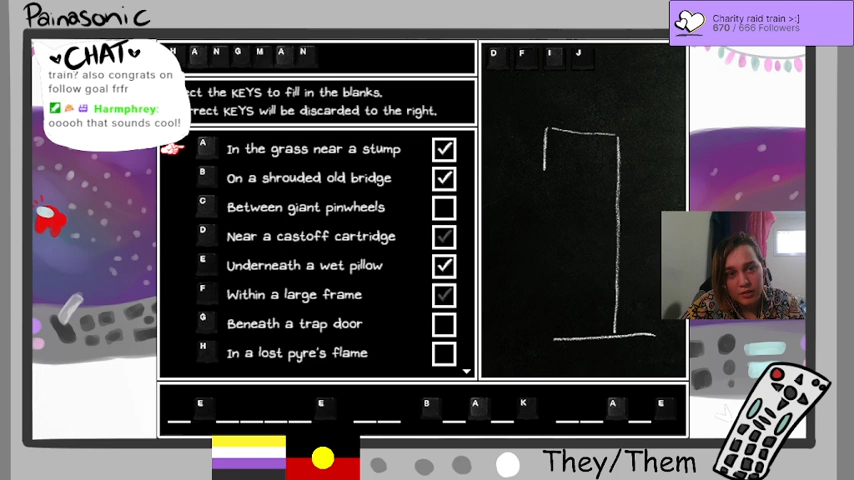 Painasonic
CHAT
train? also congrats on
follow goal frfr
Harmphrey:
ooooh that sounds cool!
Charity raid train >:]
670 / 666 Followers
H A N G M A N
D F I J
ect the KEYS to fill in the blanks.
rrect KEYS will be discarded to the right.
A In the grass near a stump
B On a shrouded old bridge
C Between giant pinwheels
D Near a castoff cartridge
E Underneath a wet pillow
F Within a large frame
G Beneath a trap door
H In a lost pyre's flame
E E B A K A E
They/Them